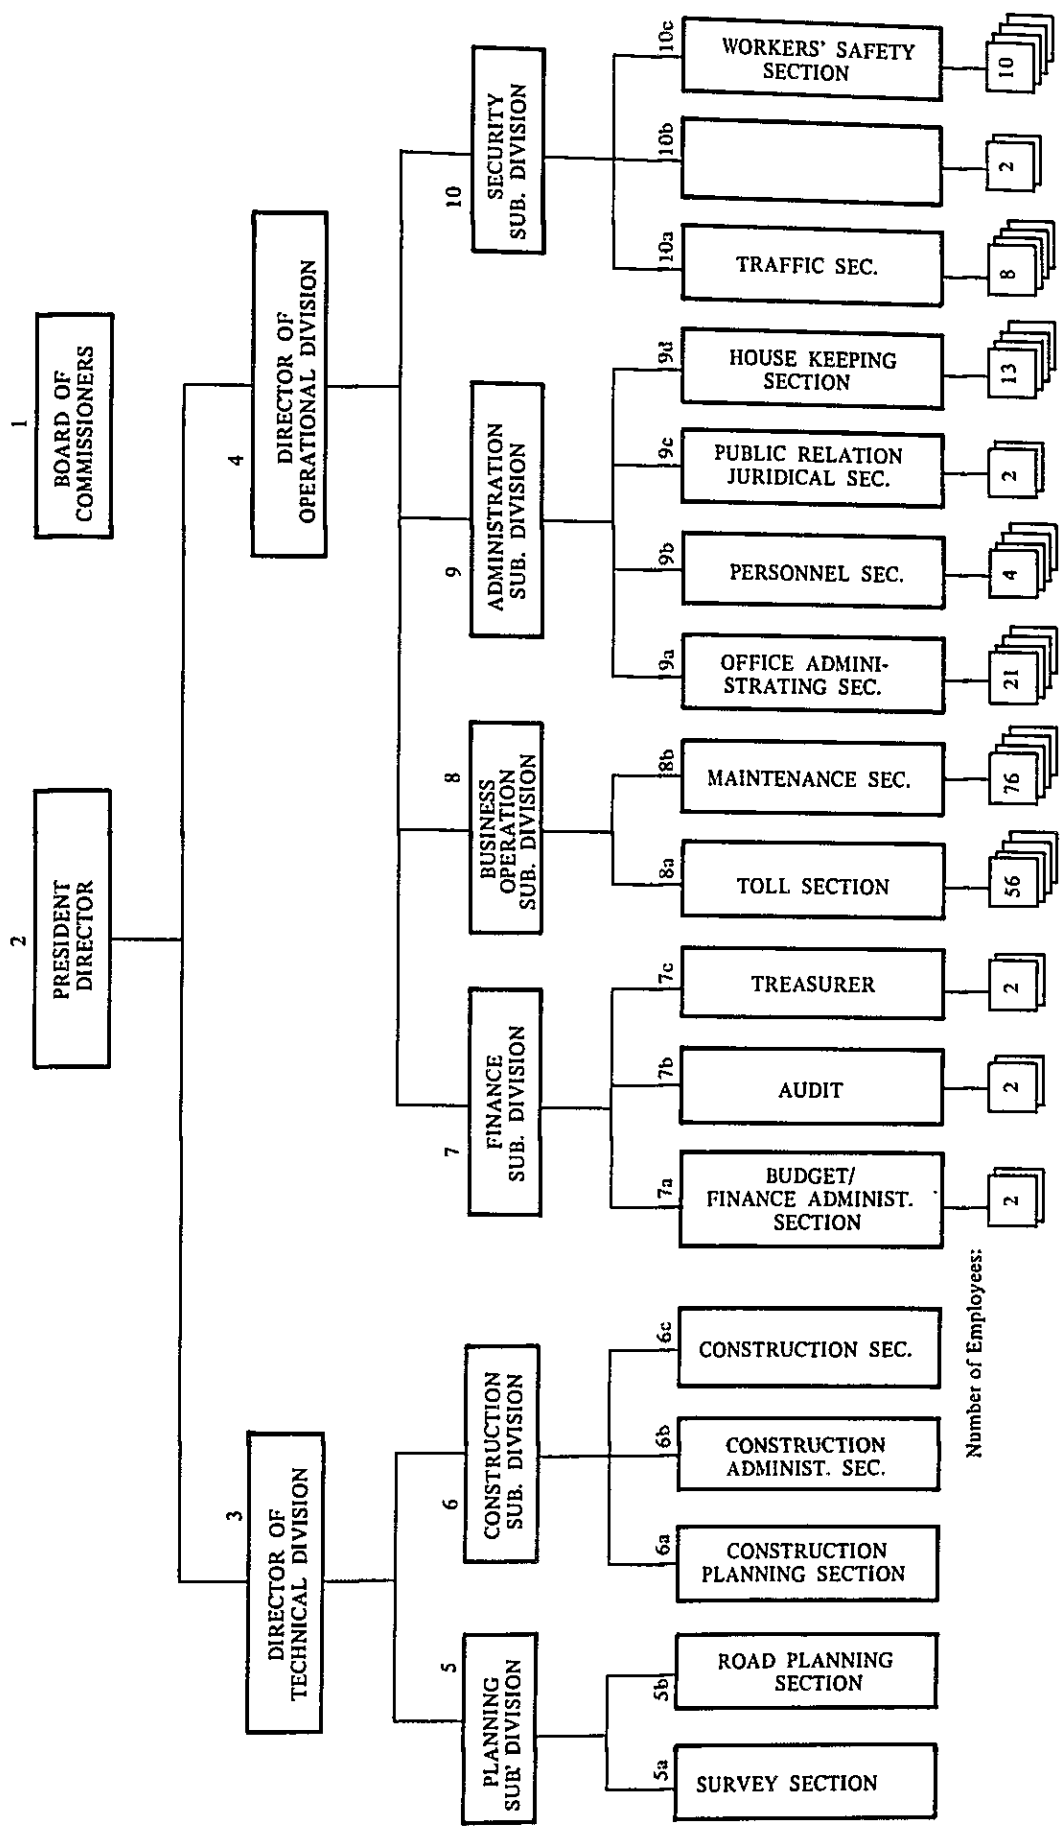 1
BOARD OF
COMMISSIONERS
2
PRESIDENT
DIRECTOR
3
DIRECTOR OF
TECHNICAL DIVISION
4
DIRECTOR OF
OPERATIONAL DIVISION
5
PLANNING
SUB' DIVISION
6
CONSTRUCTION
SUB. DIVISION
7
FINANCE
SUB. DIVISION
8
BUSINESS
OPERATION
SUB. DIVISION
9
ADMINISTRATION
SUB. DIVISION
10
SECURITY
SUB. DIVISION
5a
SURVEY SECTION
5b
ROAD PLANNING
SECTION
6a
CONSTRUCTION
PLANNING SECTION
6b
CONSTRUCTION
ADMINIST. SEC.
6c
CONSTRUCTION SEC.
7a
BUDGET/
FINANCE ADMINIST.
SECTION
7b
AUDIT
7c
TREASURER
8a
TOLL SECTION
8b
MAINTENANCE SEC.
9a
OFFICE ADMINI-
STRATING SEC.
9b
PERSONNEL SEC.
9c
PUBLIC RELATION
JURIDICAL SEC.
9d
HOUSE KEEPING
SECTION
10a
TRAFFIC SEC.
10b
10c
WORKERS' SAFETY
SECTION
Number of Employees:
2
2
2
56
76
21
4
2
13
8
2
10